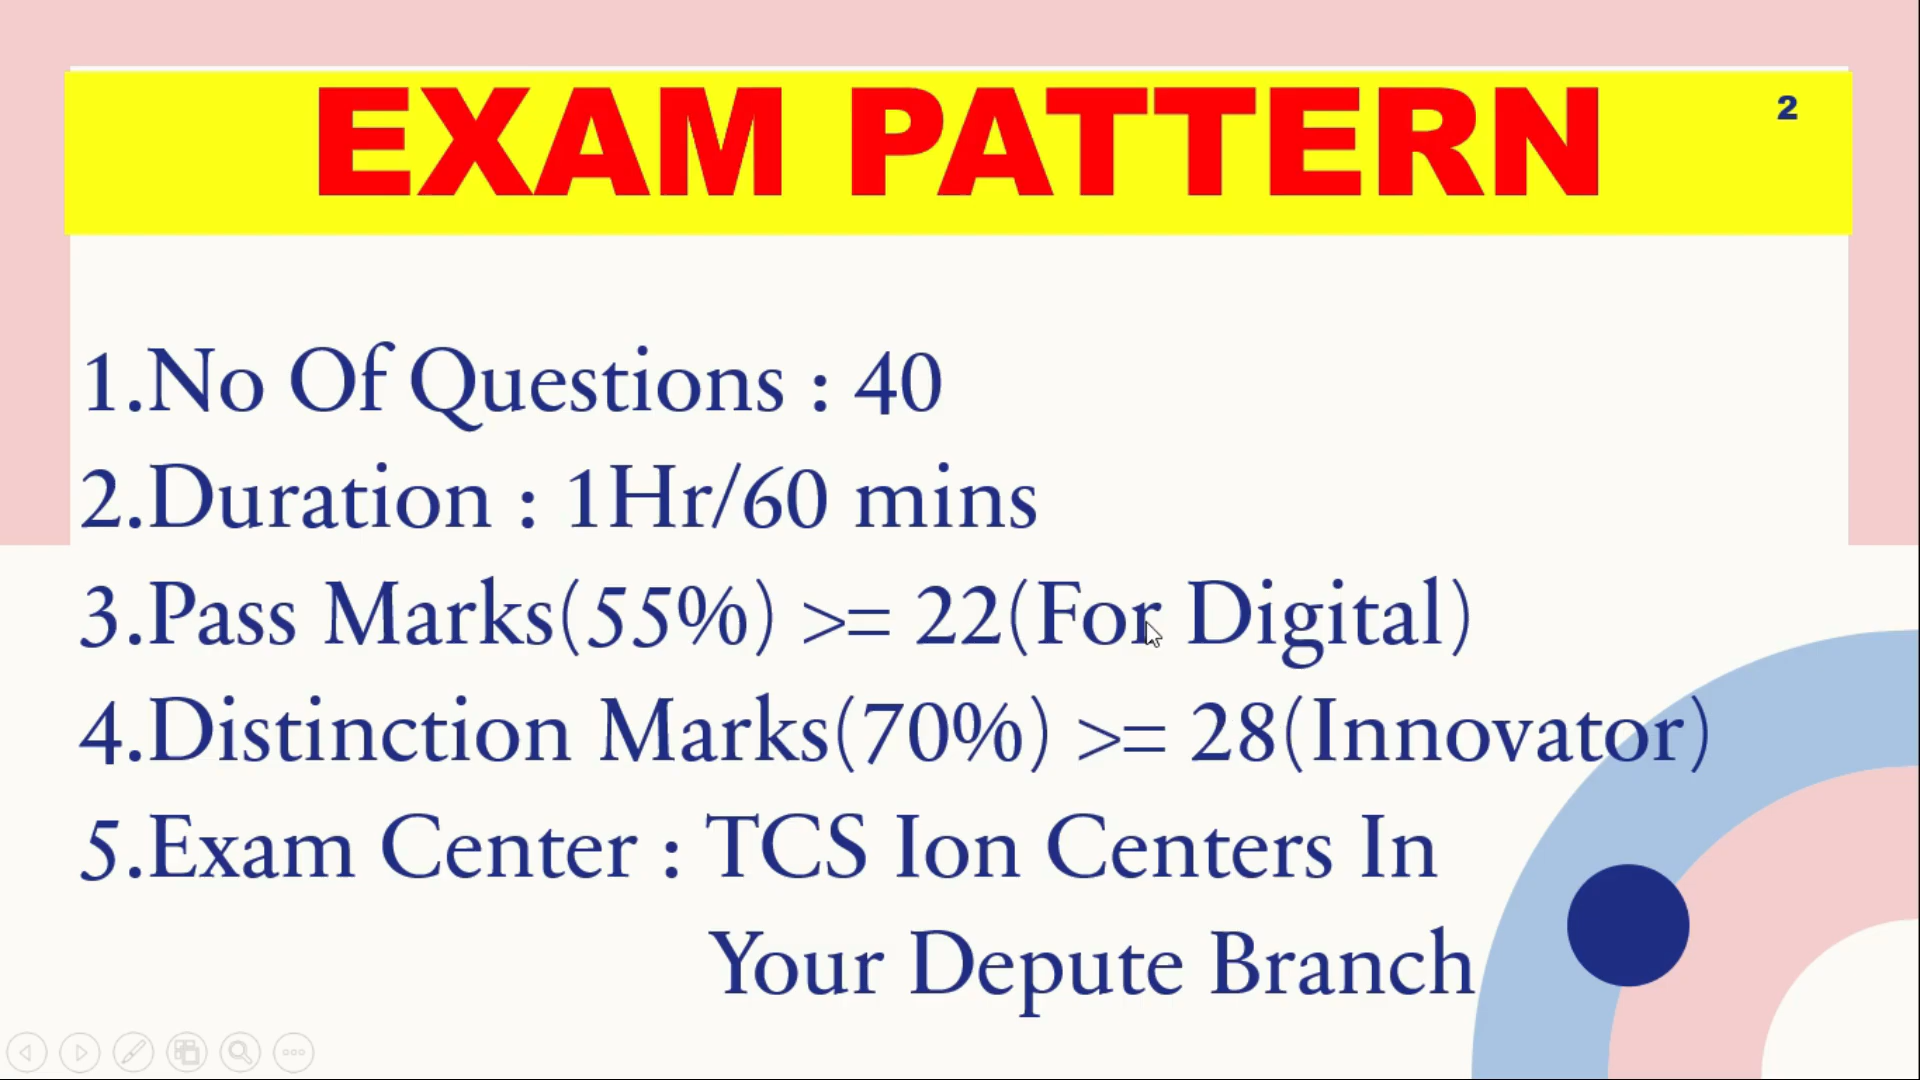 EXAM PATTERN
2
1.No Of Questions : 40
2.Duration : 1Hr/60 mins
3.Pass Marks(55%) >= 22(For Digital)
4.Distinction Marks(70%) >= 28(Innovator)
5.Exam Center : TCS Ion Centers In
Your Depute Branch